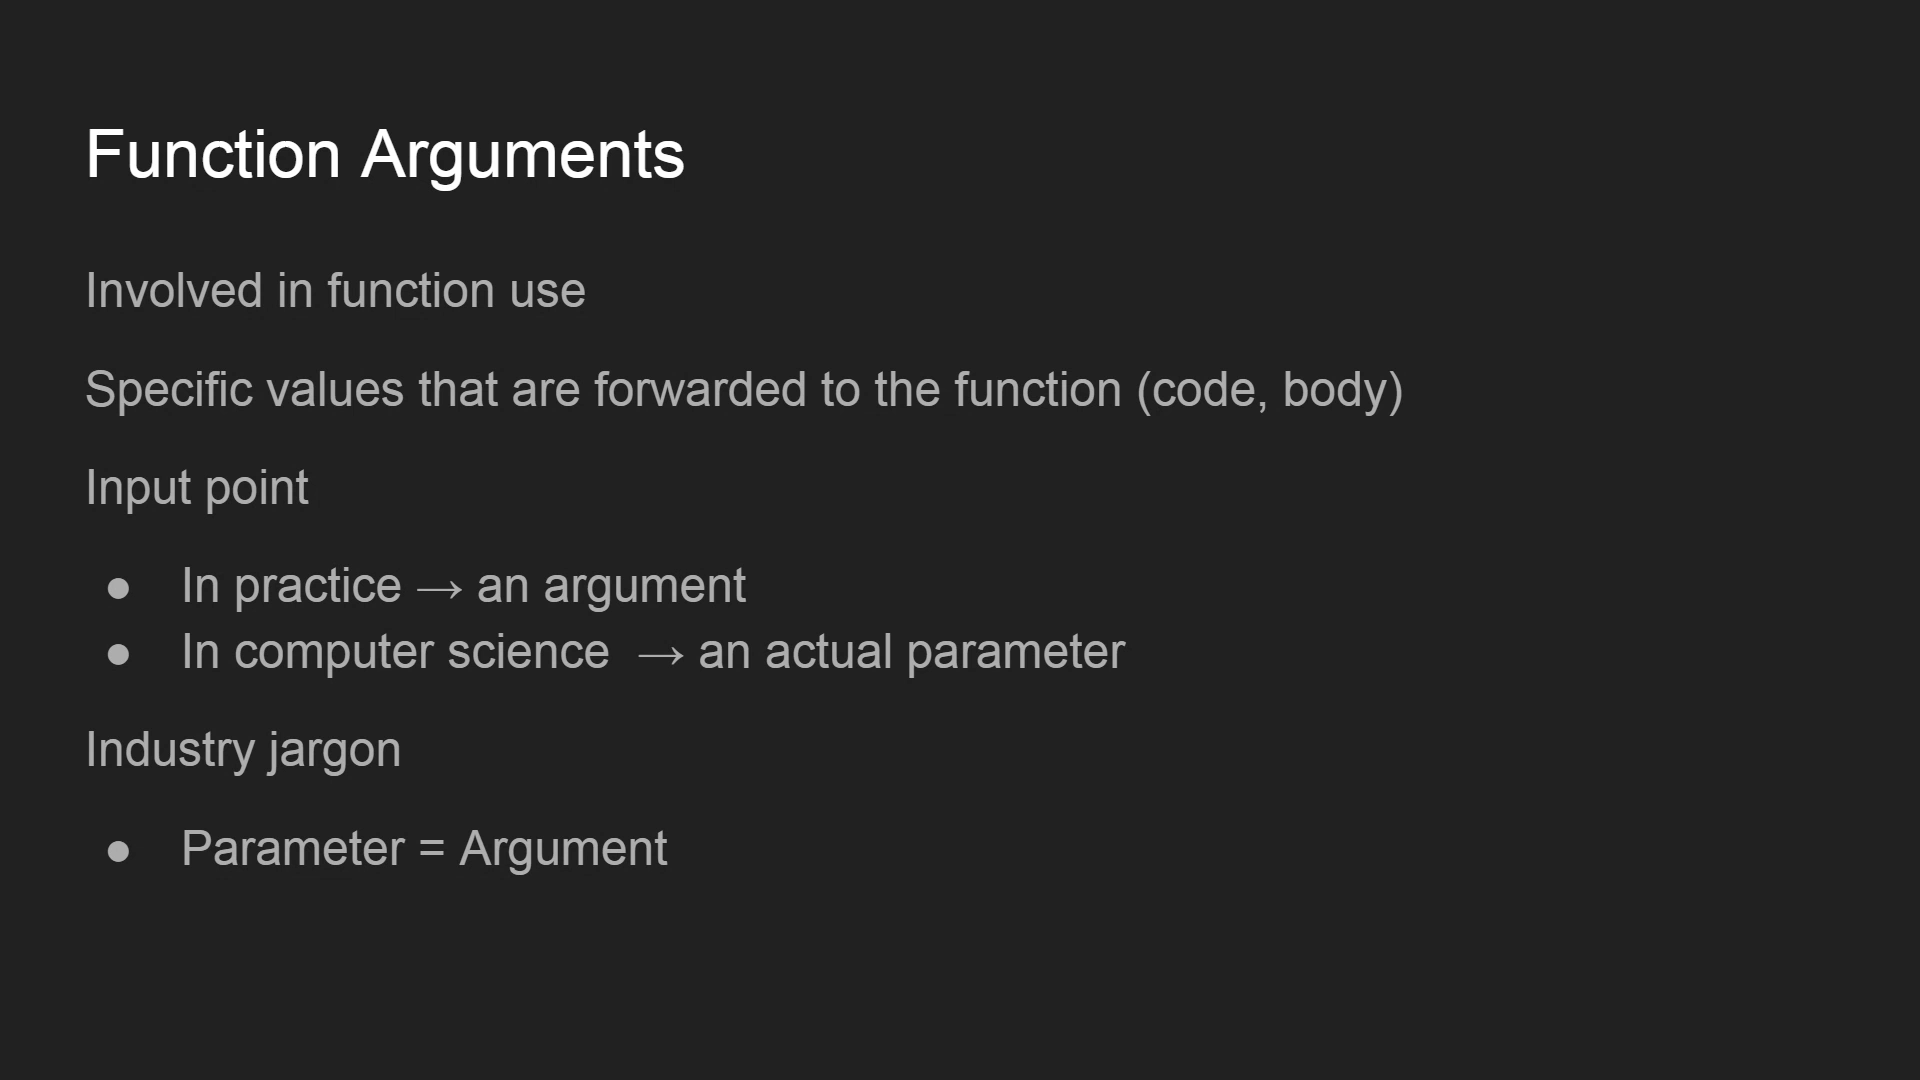 Function Arguments
Involved in function use
Specific values that are forwarded to the function (code, body)
Input point
● In practice → an argument
● In computer science → an actual parameter
Industry jargon
● Parameter = Argument